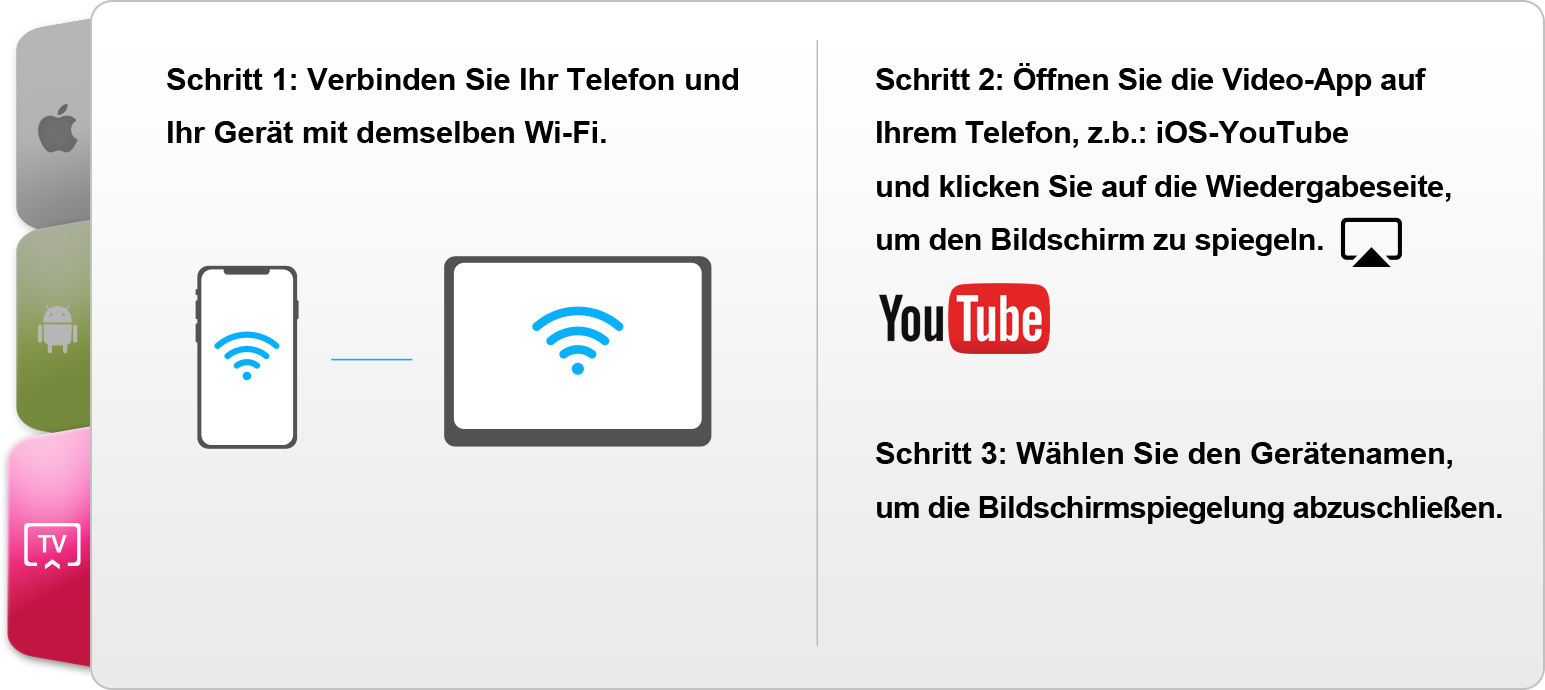 Schritt 1: Verbinden Sie Ihr Telefon und
Ihr Gerät mit demselben Wi-Fi.
Schritt 2: Öffnen Sie die Video-App auf
Ihrem Telefon, z.b.: iOS-YouTube
und klicken Sie auf die Wiedergabeseite,
um den Bildschirm zu spiegeln.
YouTube
Schritt 3: Wählen Sie den Gerätenamen,
um die Bildschirmspiegelung abzuschließen.
TV